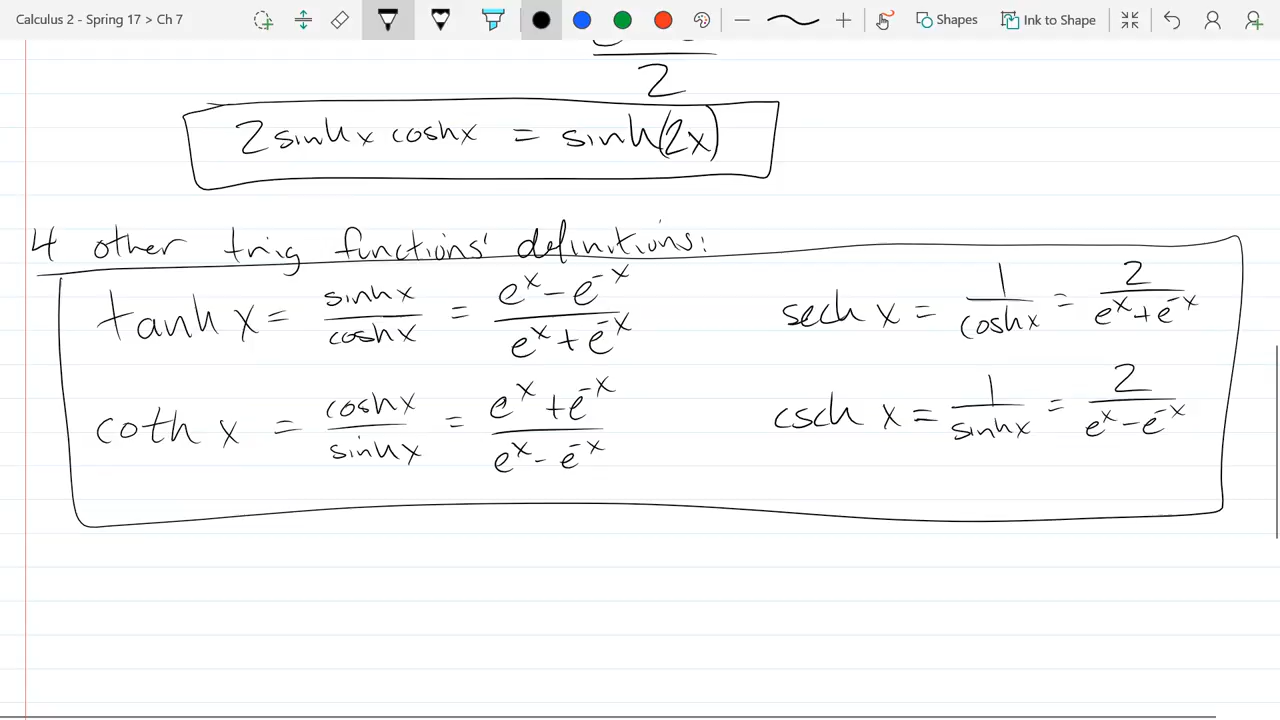 Calculus 2 - Spring 17 > Ch 7
Shapes
Ink to Shape
2
2 sinh x cosh x = sinh(2x)
4 other trig functions' definitions:
tanh x = sinh x / cosh x = e^x - e^-x / e^x + e^-x
sech x = 1 / cosh x = 2 / e^x + e^-x
coth x = cosh x / sinh x = e^x + e^-x / e^x - e^-x
csch x = 1 / sinh x = 2 / e^x - e^-x